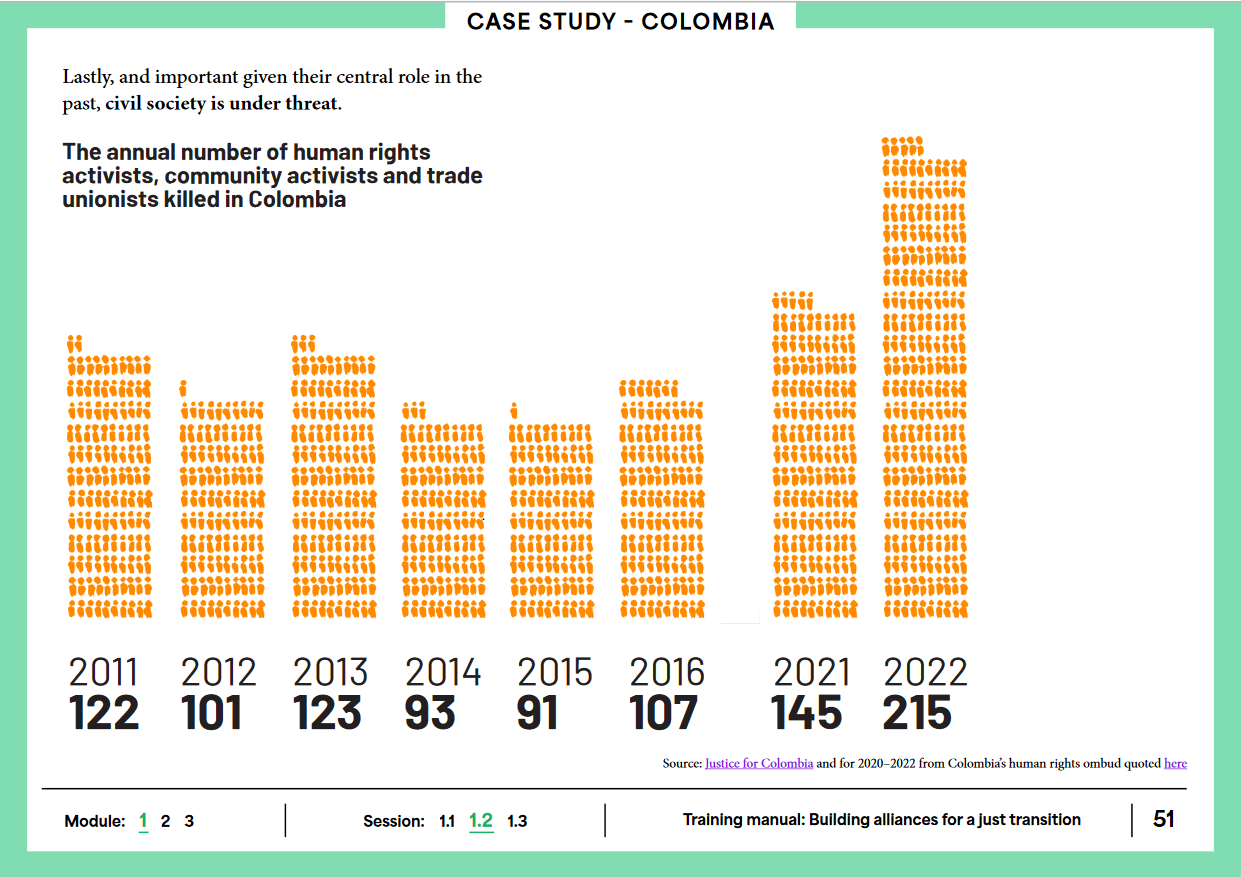 CASE STUDY - COLOMBIA
Lastly, and important given their central role in the
past, civil society is under threat.
The annual number of human rights
activists, community activists and trade
unionists killed in Colombia
2011 2012 2013 2014 2015 2016 2021 2022
122 101 123 93 91 107 145 215
Source: Justice for Colombia and for 2020–2022 from Colombia's human rights ombud quoted here
Module: 1 2 3 Session: 1.1 1.2 1.3 Training manual: Building alliances for a just transition 51